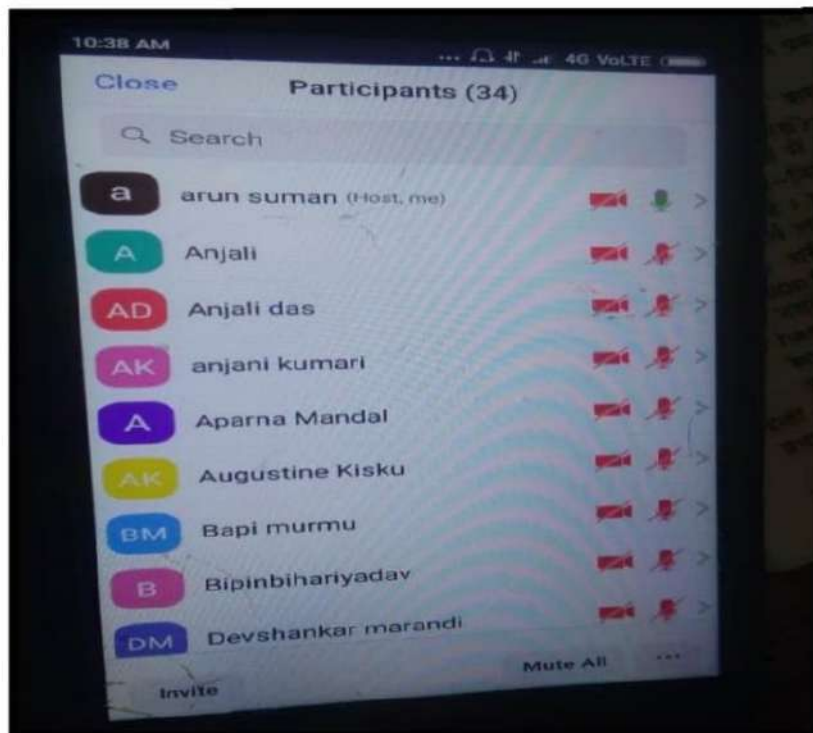 10:38 AM ... 4G VoLTE
Close Participants (34)
Search
a arun suman (Host, me)
A Anjali
AD Anjali das
AK anjani kumari
A Aparna Mandal
AK Augustine Kisku
BM Bapi murmu
B Bipinbihariyadav
DM Devshankar marandi
Invite Mute All ...